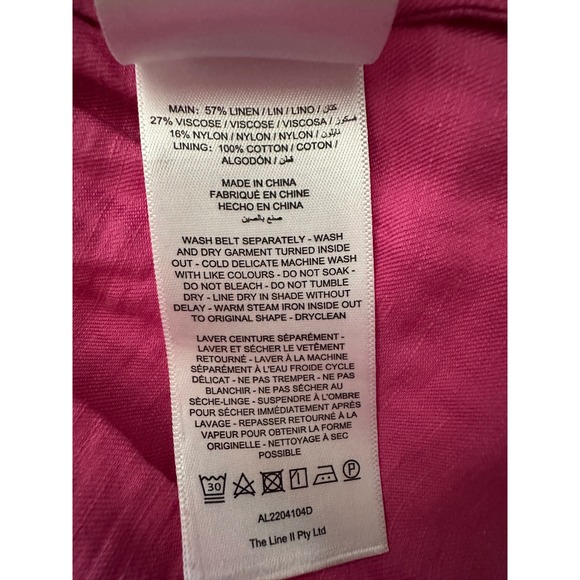 MAIN: 57% LINEN / LIN / LINO / كتان
27% VISCOSE / VISCOSE / VISCOSA / فسكوز
16% NYLON / NYLON / NYLON / نايلون
LINING: 100% COTTON / COTON /
ALGODÓN / قطن
MADE IN CHINA
FABRIQUÉ EN CHINE
HECHO EN CHINA
صنع بالصين
WASH BELT SEPARATELY - WASH
AND DRY GARMENT TURNED INSIDE
OUT - COLD DELICATE MACHINE WASH
WITH LIKE COLOURS - DO NOT SOAK -
DO NOT BLEACH - DO NOT TUMBLE
DRY - LINE DRY IN SHADE WITHOUT
DELAY - WARM STEAM IRON INSIDE OUT
TO ORIGINAL SHAPE - DRYCLEAN
LAVER CEINTURE SÉPARÉMENT -
LAVER ET SÉCHER LE VETÊMENT
RETOURNÉ - LAVER À LA MACHINE
SÉPARÉMENT À L'EAU FROIDE CYCLE
DÉLICAT - NE PAS TREMPER - NE PAS
BLANCHIR - NE PAS SÉCHER AU
SÈCHE-LINGE - SUSPENDRE À L'OMBRE
POUR SÉCHER IMMÉDIATEMENT APRÈS
LAVAGE - REPASSER RETOURNÉ À LA
VAPEUR POUR OBTENIR LA FORME
ORIGINELLE - NETTOYAGE À SEC
POSSIBLE
30 P
AL2204104D
The Line II Pty Ltd